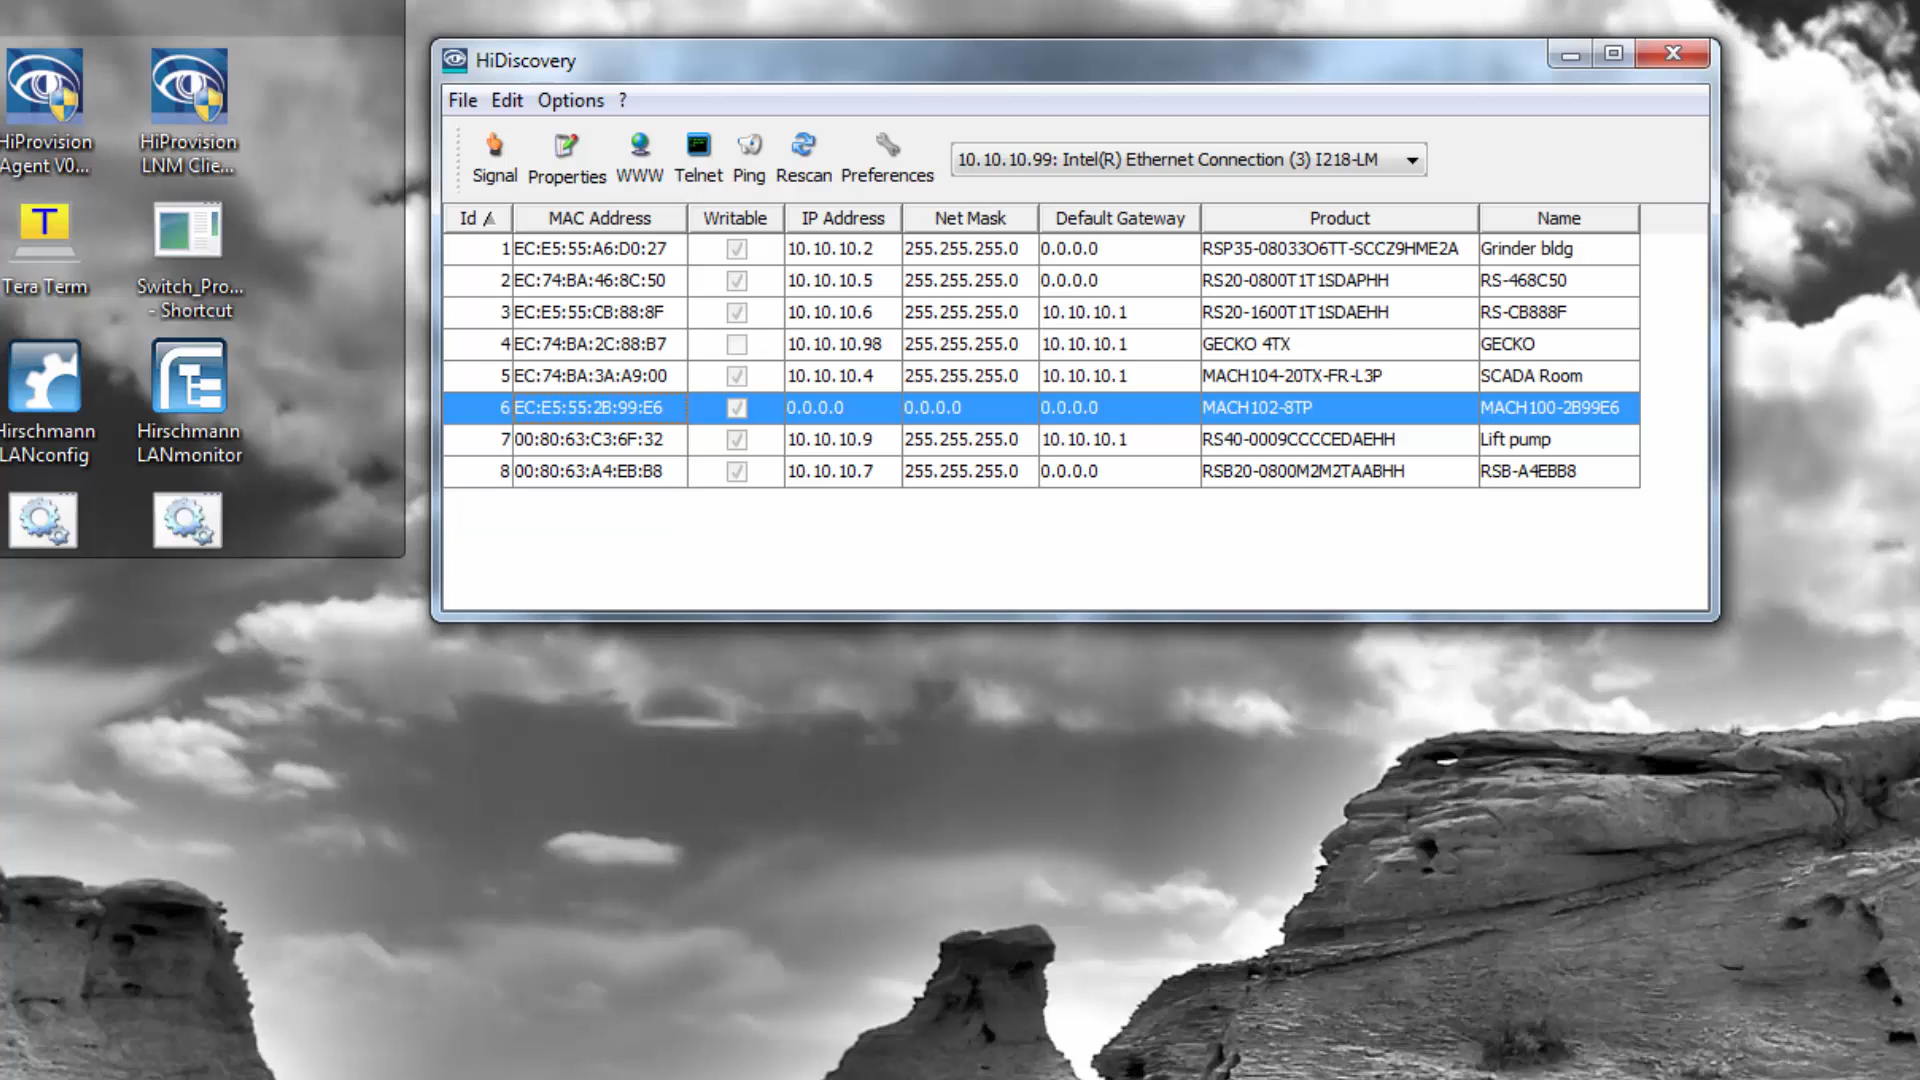 HiProvision
Agent V0...
HiProvision
LNM Clie...
T
Tera Term
Switch_Pro...
- Shortcut
Hirschmann
LANconfig
Hirschmann
LANmonitor
HiDiscovery
File Edit Options ?
Signal Properties WWW Telnet Ping Rescan Preferences 10.10.10.99: Intel(R) Ethernet Connection (3) I218-LM
Id MAC Address Writable IP Address Net Mask Default Gateway Product Name
1 EC:E5:55:A6:D0:27 10.10.10.2 255.255.255.0 0.0.0.0 RSP35-08033O6TT-SCCZ9HME2A Grinder bldg
2 EC:74:BA:46:8C:50 10.10.10.5 255.255.255.0 0.0.0.0 RS20-0800T1T1SDAPHH RS-468C50
3 EC:E5:55:CB:88:8F 10.10.10.6 255.255.255.0 10.10.10.1 RS20-1600T1T1SDAEHH RS-CB888F
4 EC:74:BA:2C:88:B7 10.10.10.98 255.255.255.0 10.10.10.1 GECKO 4TX GECKO
5 EC:74:BA:3A:A9:00 10.10.10.4 255.255.255.0 10.10.10.1 MACH104-20TX-FR-L3P SCADA Room
6 EC:E5:55:2B:99:E6 0.0.0.0 0.0.0.0 0.0.0.0 MACH102-8TP MACH100-2B99E6
7 00:80:63:C3:6F:32 10.10.10.9 255.255.255.0 10.10.10.1 RS40-0009CCCCEDAEHH Lift pump
8 00:80:63:A4:EB:B8 10.10.10.7 255.255.255.0 0.0.0.0 RSB20-0800M2M2TAABHH RSB-A4EBB8